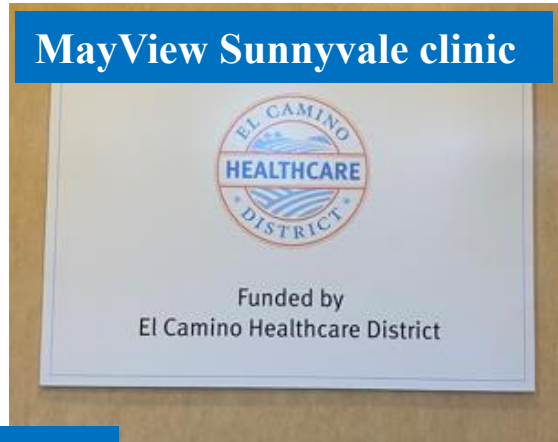 MayView Sunnyvale clinic
EL CAMINO
HEALTHCARE
DISTRICT
Funded by
El Camino Healthcare District